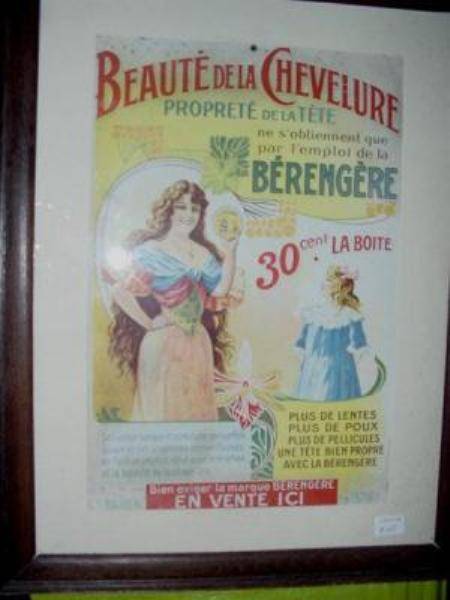 BEAUTÉ DE LA CHEVELURE
PROPRETÉ DE LA TÊTE
ne s'obtiennent que
par l'emploi de la
BÉRENGÈRE
30 cent. LA BOITE
PLUS DE LENTES
PLUS DE POUX
PLUS DE PELLICULES
UNE TÊTE BIEN PROPRE
AVEC LA BÉRENGÈRE
Bien exiger la marque BÉRENGÈRE
EN VENTE ICI